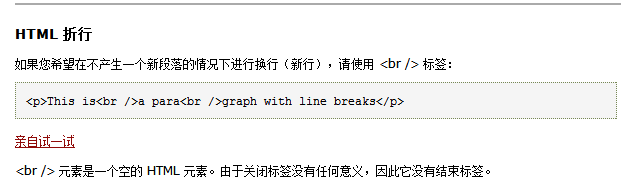 HTML 折行
如果您希望在不产生一个新段落的情况下进行换行（新行），请使用 <br /> 标签：
<p>This is<br />a para<br />graph with line breaks</p>
亲自试一试
<br /> 元素是一个空的 HTML 元素。由于关闭标签没有任何意义，因此它没有结束标签。